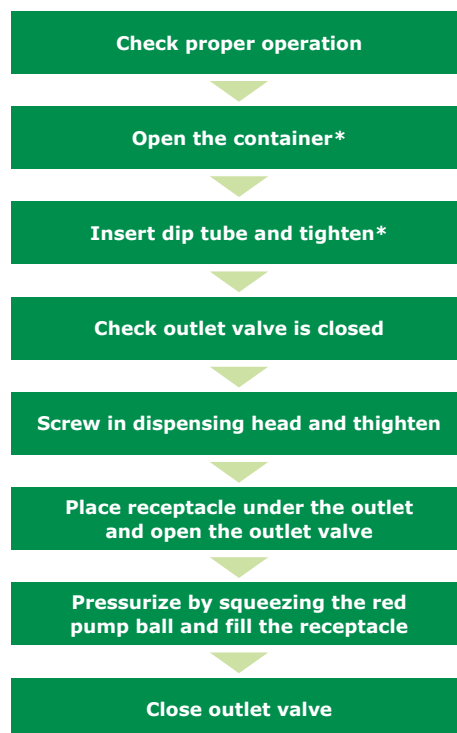 Check proper operation
Open the container*
Insert dip tube and tighten*
Check outlet valve is closed
Screw in dispensing head and thighten
Place receptacle under the outlet
and open the outlet valve
Pressurize by squeezing the red
pump ball and fill the receptacle
Close outlet valve